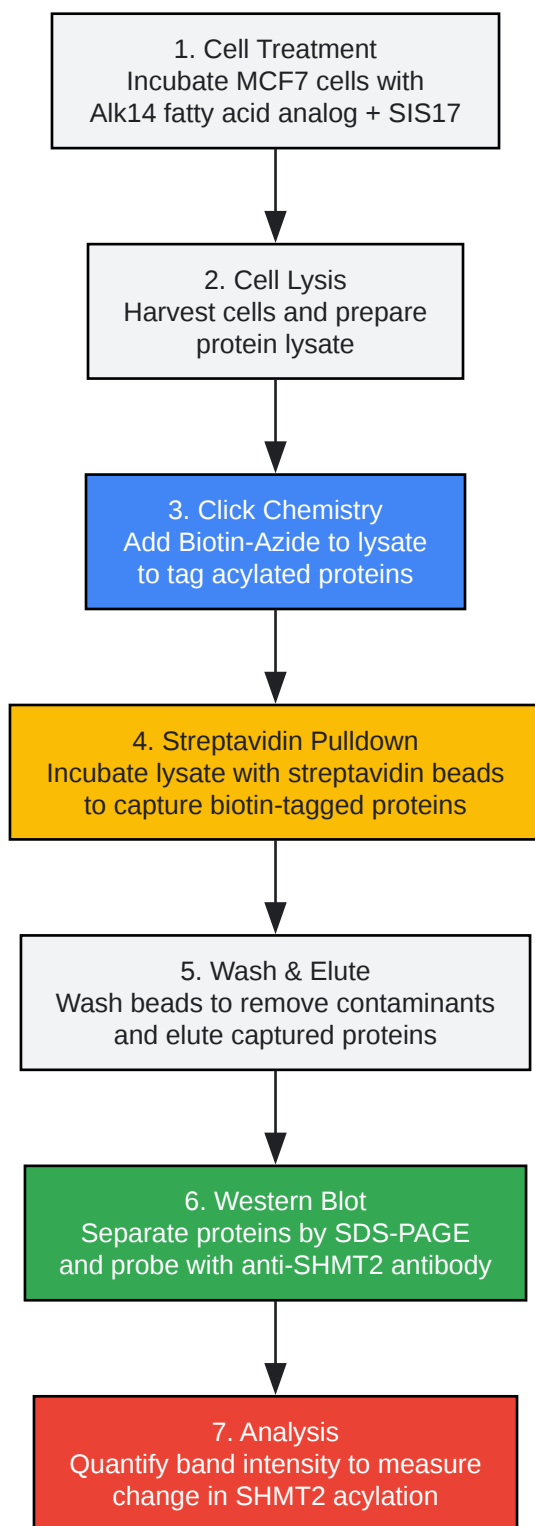 1. Cell Treatment
Incubate MCF7 cells with
Alk14 fatty acid analog + SIS17
2. Cell Lysis
Harvest cells and prepare
protein lysate
3. Click Chemistry
Add Biotin-Azide to lysate
to tag acylated proteins
4. Streptavidin Pulldown
Incubate lysate with streptavidin beads
to capture biotin-tagged proteins
5. Wash & Elute
Wash beads to remove contaminants
and elute captured proteins
6. Western Blot
Separate proteins by SDS-PAGE
and probe with anti-SHMT2 antibody
7. Analysis
Quantify band intensity to measure
change in SHMT2 acylation